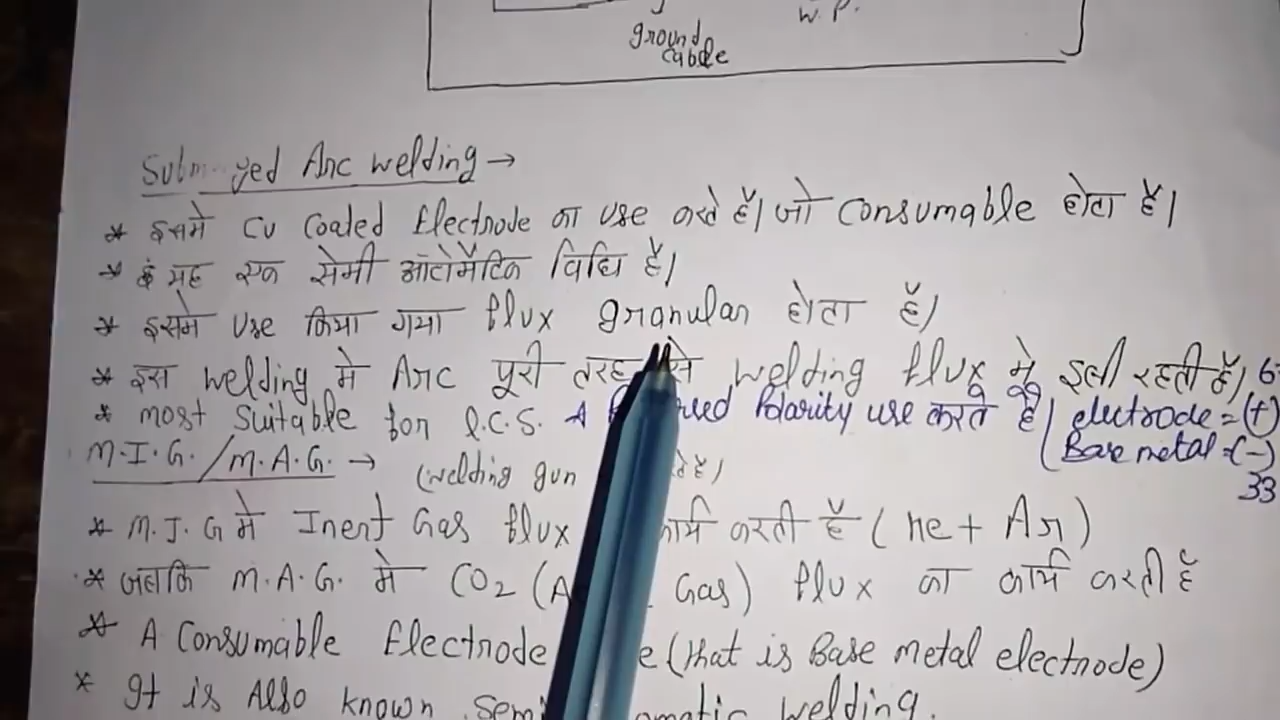 ground W.P.
cable
Submerged Arc welding →
* इसमे Cu Coated Electrode का use करते हैं। जो Consumable होता हैं।
* यह एक सेमी ऑटोमैटिक विधि हैं।
* इसमे use किया गया flux granular होता हैं।
* इस welding मे Arc पूरी तरह से welding flux मे डुली रहती हैं।
* most suitable for l.C.S. Polarity use करते हैं। electrode = (+)
Base metal = (-)
M.I.G./M.A.G. → (welding gun
33
* M.I.G मे Inert Gas flux कार्य करती हैं (He + Ar)
* जबकि M.A.G. मे CO2 ( Gas) flux का कार्य करती हैं
* A Consumable Electrode (that is Base metal electrode)
* It is Also known welding.